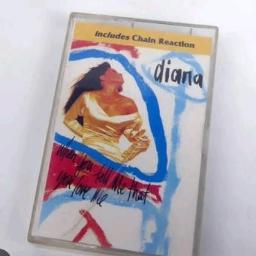 Includes Chain Reaction
diana
When You Tell Me That
You Love Me